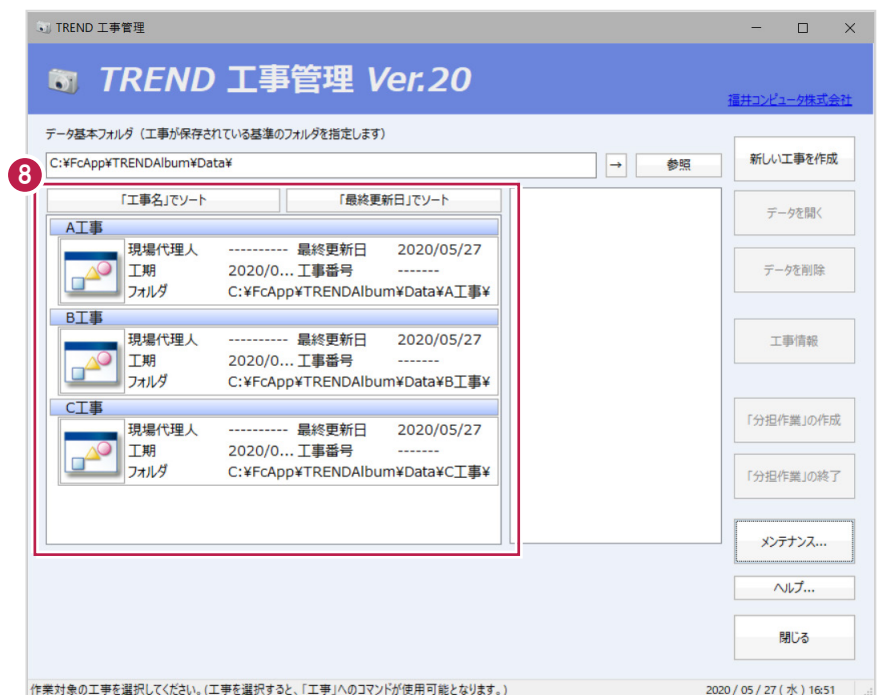 TREND 工事管理
TREND 工事管理 Ver.20
福井コンピュータ株式会社
データ基本フォルダ（工事が保存されている基準のフォルダを指定します）
8
C:¥FcApp¥TRENDAlbum¥Data¥
→
参照
新しい工事を作成
「工事名」でソート
「最終更新日」でソート
データを開く
A工事
現場代理人 ---------- 最終更新日 2020/05/27
工期 2020/0... 工事番号 -------
フォルダ C:¥FcApp¥TRENDAlbum¥Data¥A工事¥
データを削除
B工事
現場代理人 ---------- 最終更新日 2020/05/27
工期 2020/0... 工事番号 -------
フォルダ C:¥FcApp¥TRENDAlbum¥Data¥B工事¥
工事情報
C工事
現場代理人 ---------- 最終更新日 2020/05/27
工期 2020/0... 工事番号 -------
フォルダ C:¥FcApp¥TRENDAlbum¥Data¥C工事¥
「分担作業」の作成
「分担作業」の終了
メンテナンス...
ヘルプ...
閉じる
作業対象の工事を選択してください。(工事を選択すると、「工事」へのコマンドが使用可能となります。)
2020 / 05 / 27 ( 水 ) 16:51